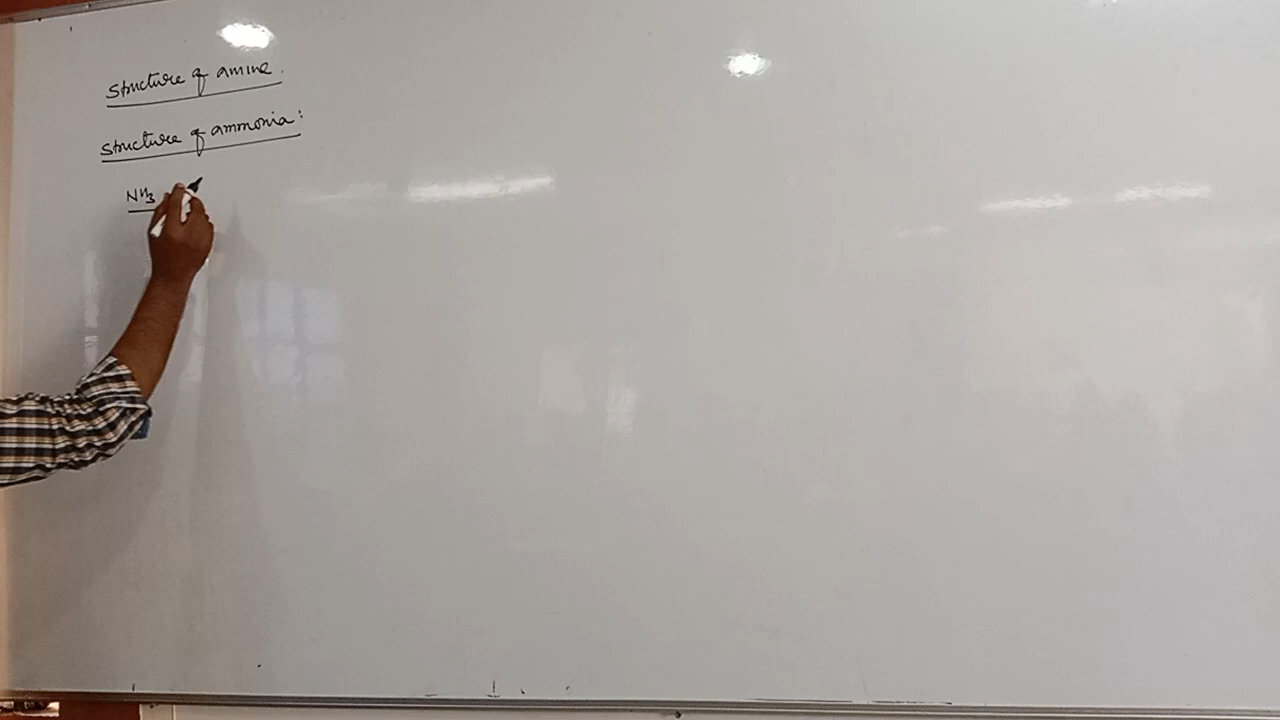 Structure of amine.
Structure of ammonia:
NH3